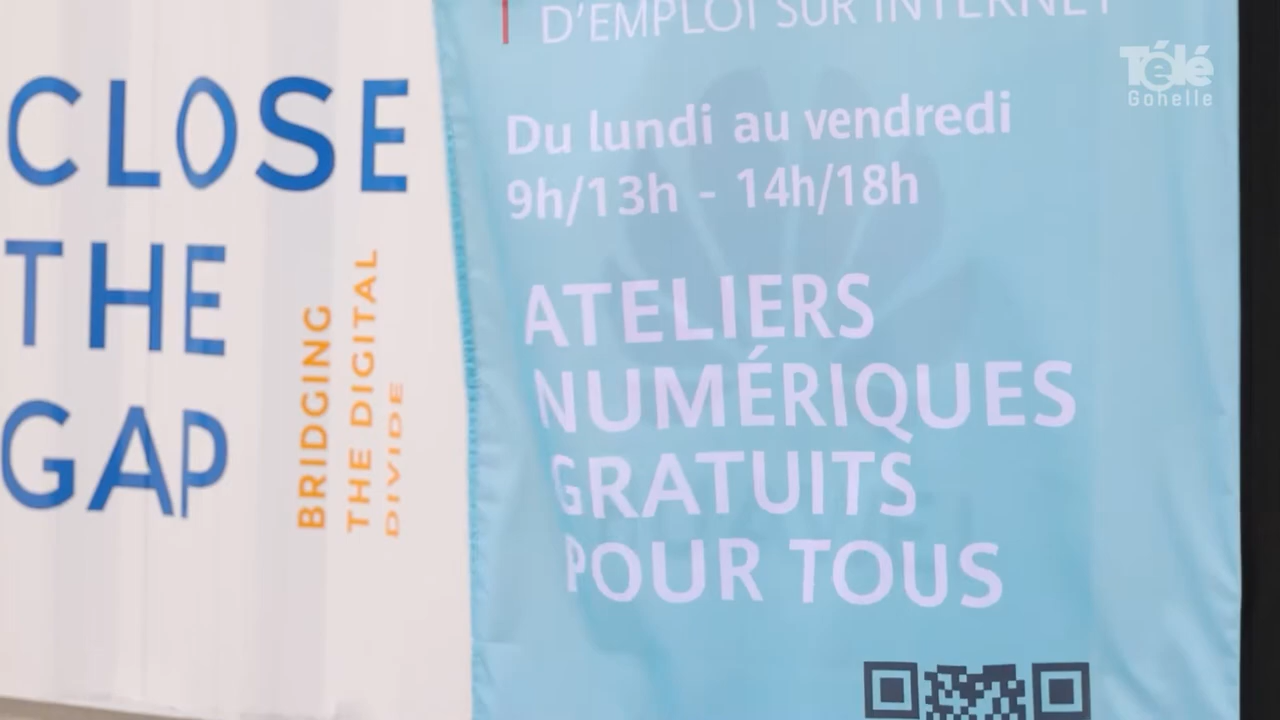 CLOSE
THE
GAP
BRIDGING
THE DIGITAL
DIVIDE
D'EMPLOI SUR INTERNET
Du lundi au vendredi
9h/13h - 14h/18h
ATELIERS
NUMÉRIQUES
GRATUITS
POUR TOUS
Télé
Gohelle